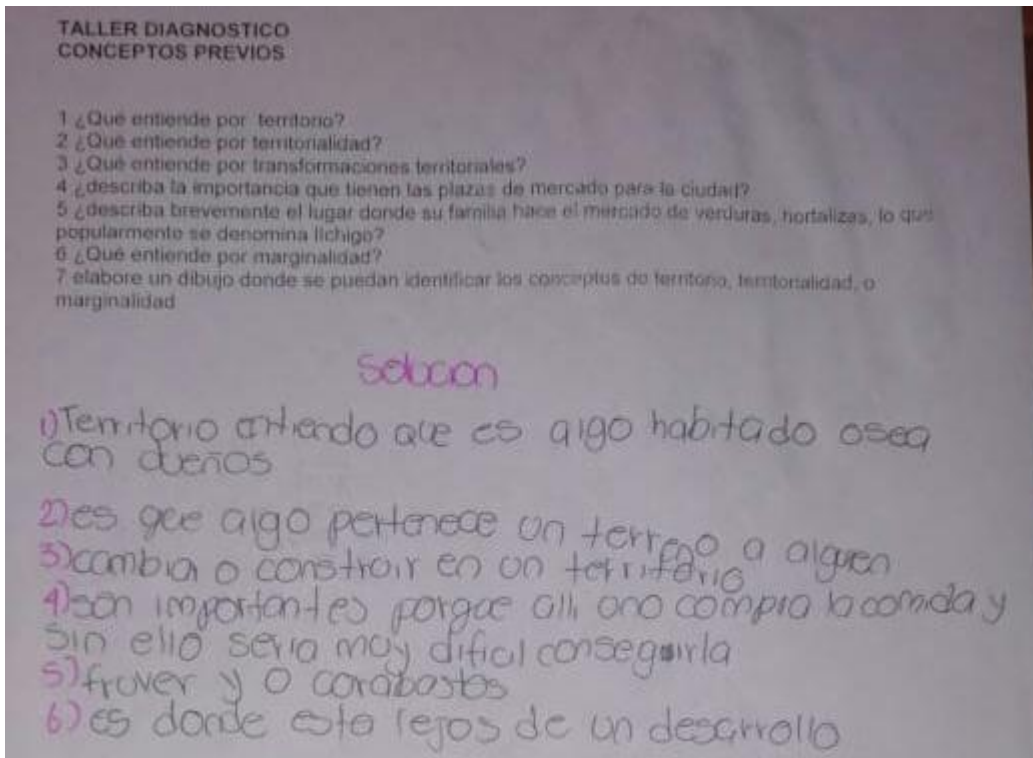 TALLER DIAGNOSTICO
CONCEPTOS PREVIOS
1 ¿Qué entiende por territorio?
2 ¿Qué entiende por territorialidad?
3 ¿Qué entiende por transformaciones territoriales?
4 ¿describa la importancia que tienen las plazas de mercado para la ciudad?
5 ¿describa brevemente el lugar donde su familia hace el mercado de verduras, hortalizas, lo que
popularmente se denomina lichigo?
6 ¿Qué entiende por marginalidad?
7 elabore un dibujo donde se puedan identificar los conceptos de territorio, territorialidad, o
marginalidad
Solucion
1) Territorio entiendo que es algo habitado osea
con dueños
2) es que algo pertenece un terreno a alguen
3) cambia o construir en un territorio
4) son importantes porque alli uno compra la comida y
sin ello seria muy dificil conseguirla
5) fruver y o corabastos
6) es donde esta lejos de un desarrollo